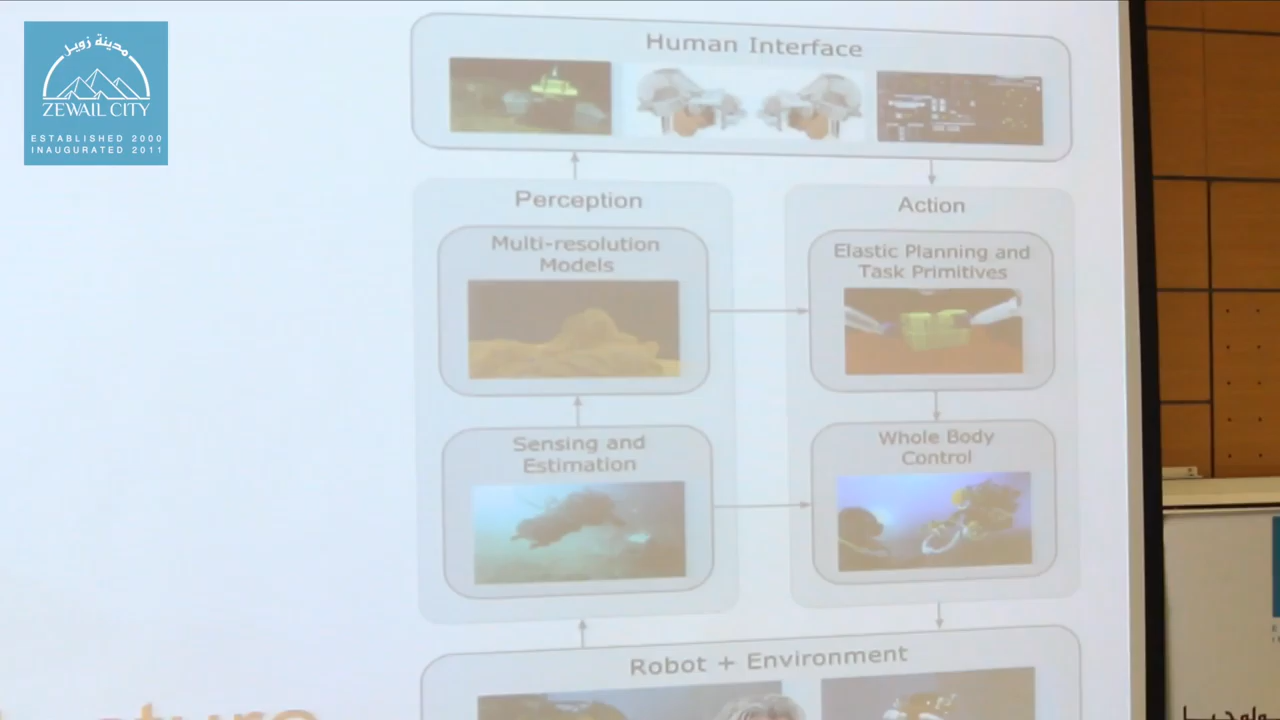 مدينة زويل
ZEWAIL CITY
ESTABLISHED 2000
INAUGURATED 2011
Human Interface
Perception
Action
Multi-resolution
Models
Elastic Planning and
Task Primitives
Sensing and
Estimation
Whole Body
Control
Robot + Environment